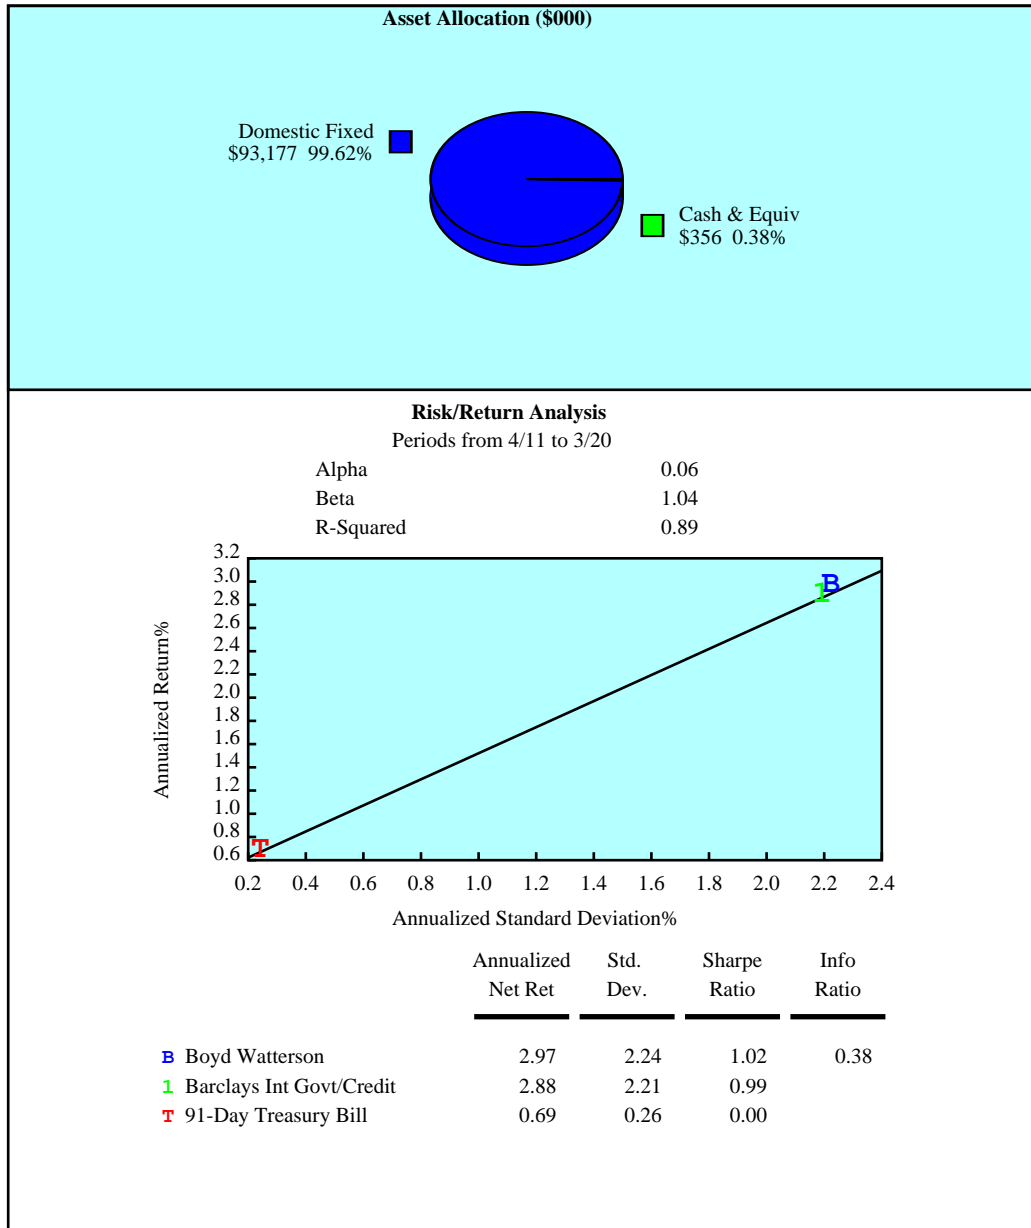 Asset Allocation ($000)
Domestic Fixed
$93,177 99.62%
Cash & Equiv
$356 0.38%
Risk/Return Analysis
Periods from 4/11 to 3/20
Alpha 0.06
Beta 1.04
R-Squared 0.89
Annualized Return%
3.2
3.0
2.8
2.6
2.4
2.2
2.0
1.8
1.6
1.4
1.2
1.0
0.8
0.6
B
1
T
0.2 0.4 0.6 0.8 1.0 1.2 1.4 1.6 1.8 2.0 2.2 2.4
Annualized Standard Deviation%
Annualized Std. Sharpe Info
Net Ret Dev. Ratio Ratio
B Boyd Watterson 2.97 2.24 1.02 0.38
1 Barclays Int Govt/Credit 2.88 2.21 0.99
T 91-Day Treasury Bill 0.69 0.26 0.00